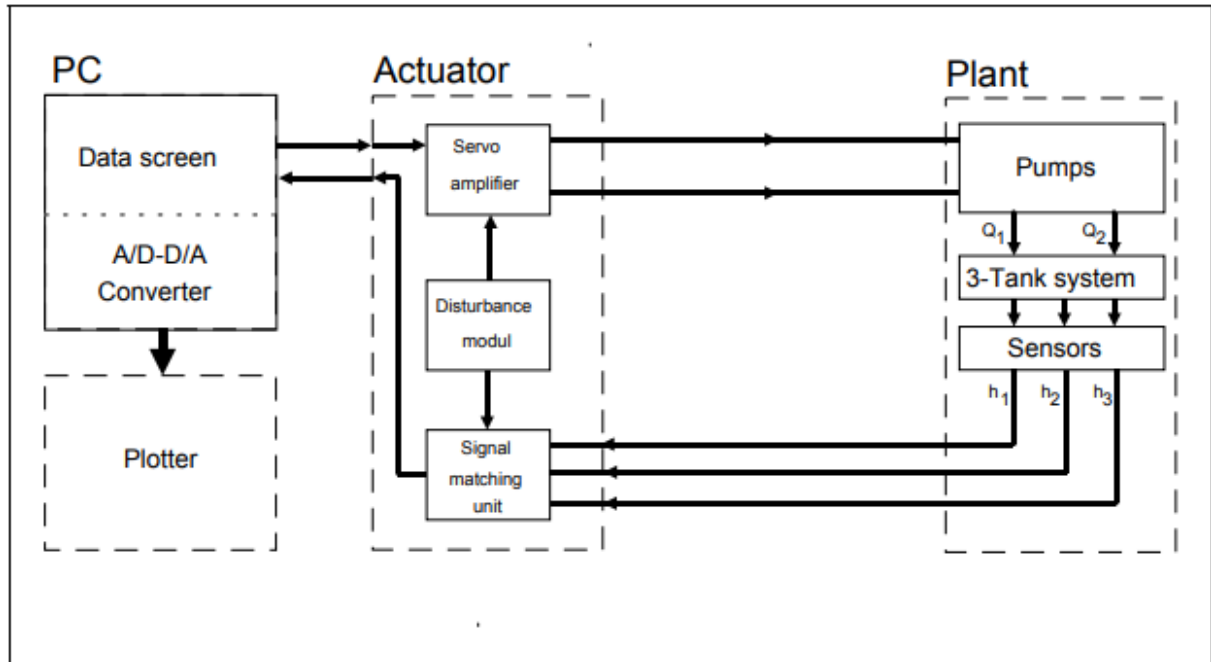 PC
Data screen
A/D-D/A
Converter
Plotter
Actuator
Servo
amplifier
Disturbance
modul
Signal
matching
unit
Plant
Pumps
Q1
Q2
3-Tank system
Sensors
h1
h2
h3